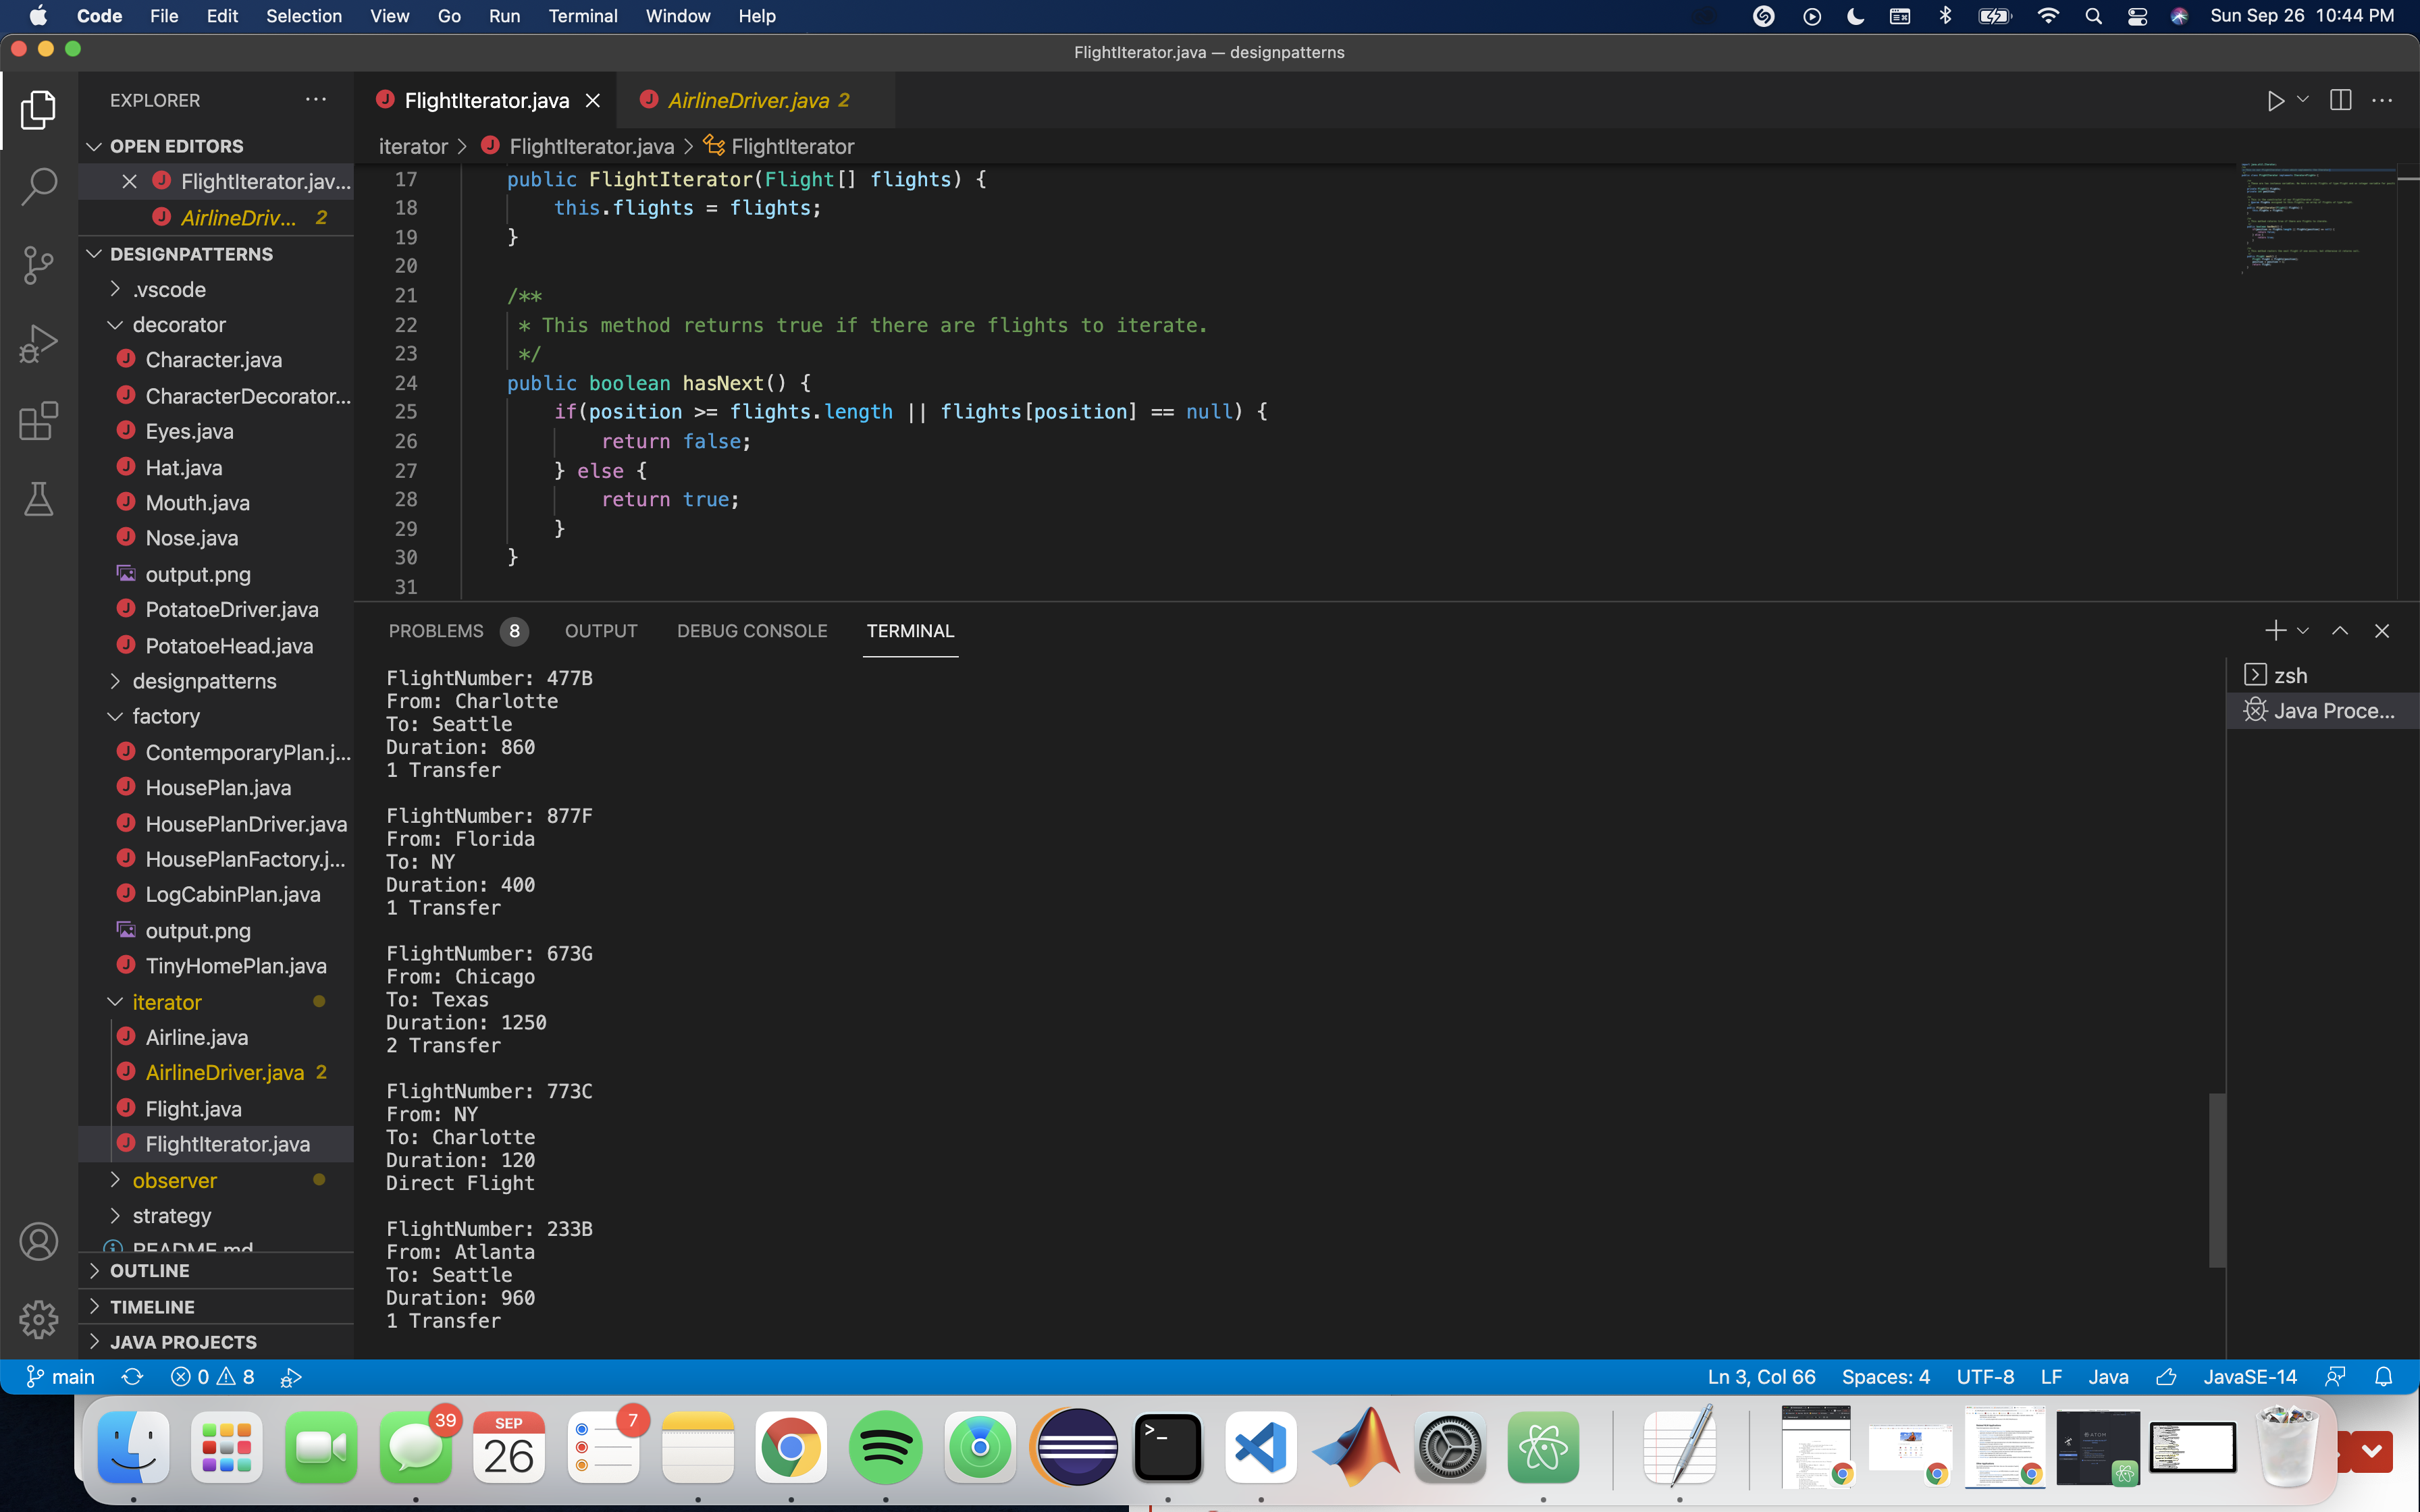 Code File Edit Selection View Go Run Terminal Window Help Sun Sep 26 10:44 PM
FlightIterator.java — designpatterns
EXPLORER
OPEN EDITORS
FlightIterator.jav...
AirlineDriv... 2
DESIGNPATTERNS
.vscode
decorator
Character.java
CharacterDecorator...
Eyes.java
Hat.java
Mouth.java
Nose.java
output.png
PotatoeDriver.java
PotatoeHead.java
designpatterns
factory
ContemporaryPlan.j...
HousePlan.java
HousePlanDriver.java
HousePlanFactory.j...
LogCabinPlan.java
output.png
TinyHomePlan.java
iterator
Airline.java
AirlineDriver.java 2
Flight.java
FlightIterator.java
observer
strategy
README.md
OUTLINE
TIMELINE
JAVA PROJECTS
FlightIterator.java AirlineDriver.java 2
iterator > FlightIterator.java > FlightIterator
17 public FlightIterator(Flight[] flights) {
18 this.flights = flights;
19 }
20
21 /**
22 * This method returns true if there are flights to iterate.
23 */
24 public boolean hasNext() {
25 if(position >= flights.length || flights[position] == null) {
26 return false;
27 } else {
28 return true;
29 }
30 }
31
PROBLEMS 8 OUTPUT DEBUG CONSOLE TERMINAL
zsh
Java Proce...
FlightNumber: 477B
From: Charlotte
To: Seattle
Duration: 860
1 Transfer
FlightNumber: 877F
From: Florida
To: NY
Duration: 400
1 Transfer
FlightNumber: 673G
From: Chicago
To: Texas
Duration: 1250
2 Transfer
FlightNumber: 773C
From: NY
To: Charlotte
Duration: 120
Direct Flight
FlightNumber: 233B
From: Atlanta
To: Seattle
Duration: 960
1 Transfer
main 0 8 Ln 3, Col 66 Spaces: 4 UTF-8 LF Java JavaSE-14
39 SEP 26 7
ATOM